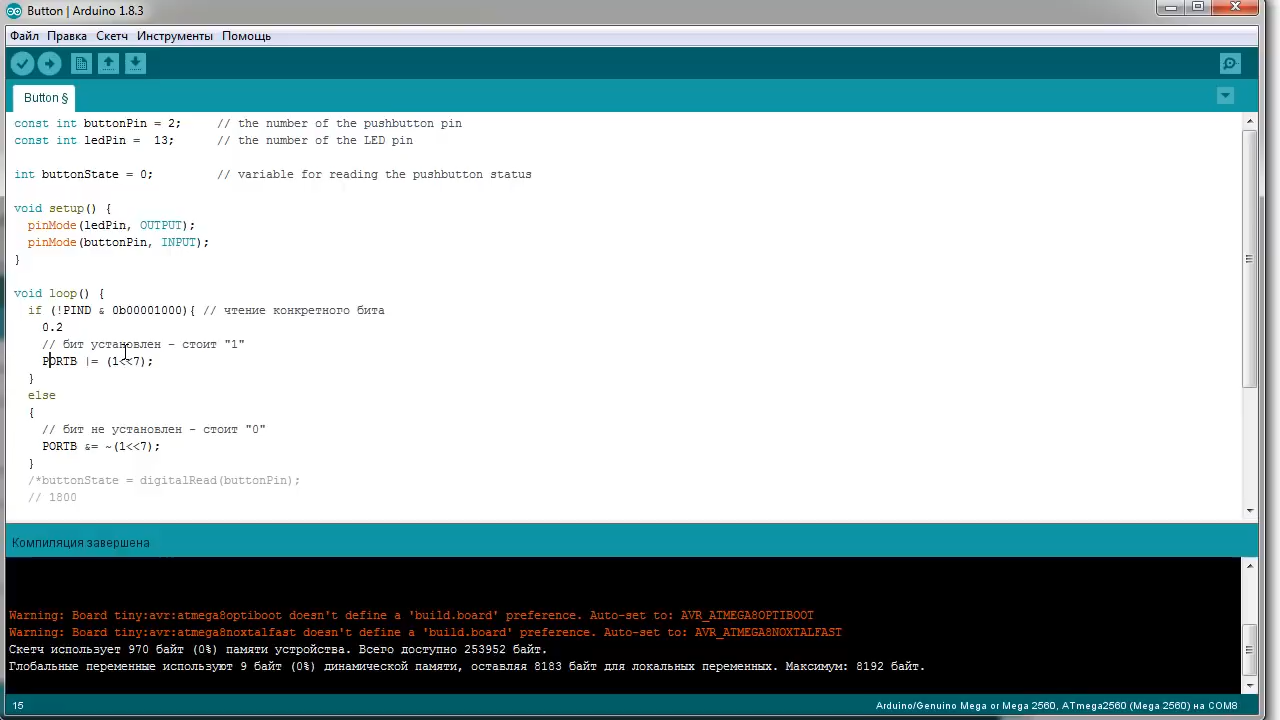 Button | Arduino 1.8.3
Файл Правка Скетч Инструменты Помощь
Button §
const int buttonPin = 2;     // the number of the pushbutton pin
const int ledPin =  13;      // the number of the LED pin
int buttonState = 0;         // variable for reading the pushbutton status
void setup() {
  pinMode(ledPin, OUTPUT);
  pinMode(buttonPin, INPUT);
}
void loop() {
  if (!PIND & 0b00001000){ // чтение конкретного бита
    0.2
    // бит установлен - стоит "1"
    PORTB |= (1<<7);
  }
  else
  {
    // бит не установлен - стоит "0"
    PORTB &= ~(1<<7);
  }
  /*buttonState = digitalRead(buttonPin);
  // 1800
Компиляция завершена
Warning: Board tiny:avr:atmega8optiboot doesn't define a 'build.board' preference. Auto-set to: AVR_ATMEGA8OPTIBOOT
Warning: Board tiny:avr:atmega8noxtalfast doesn't define a 'build.board' preference. Auto-set to: AVR_ATMEGA8NOXTALFAST
Скетч использует 970 байт (0%) памяти устройства. Всего доступно 253952 байт.
Глобальные переменные используют 9 байт (0%) динамической памяти, оставляя 8183 байт для локальных переменных. Максимум: 8192 байт.
15 Arduino/Genuino Mega or Mega 2560, ATmega2560 (Mega 2560) на COM8